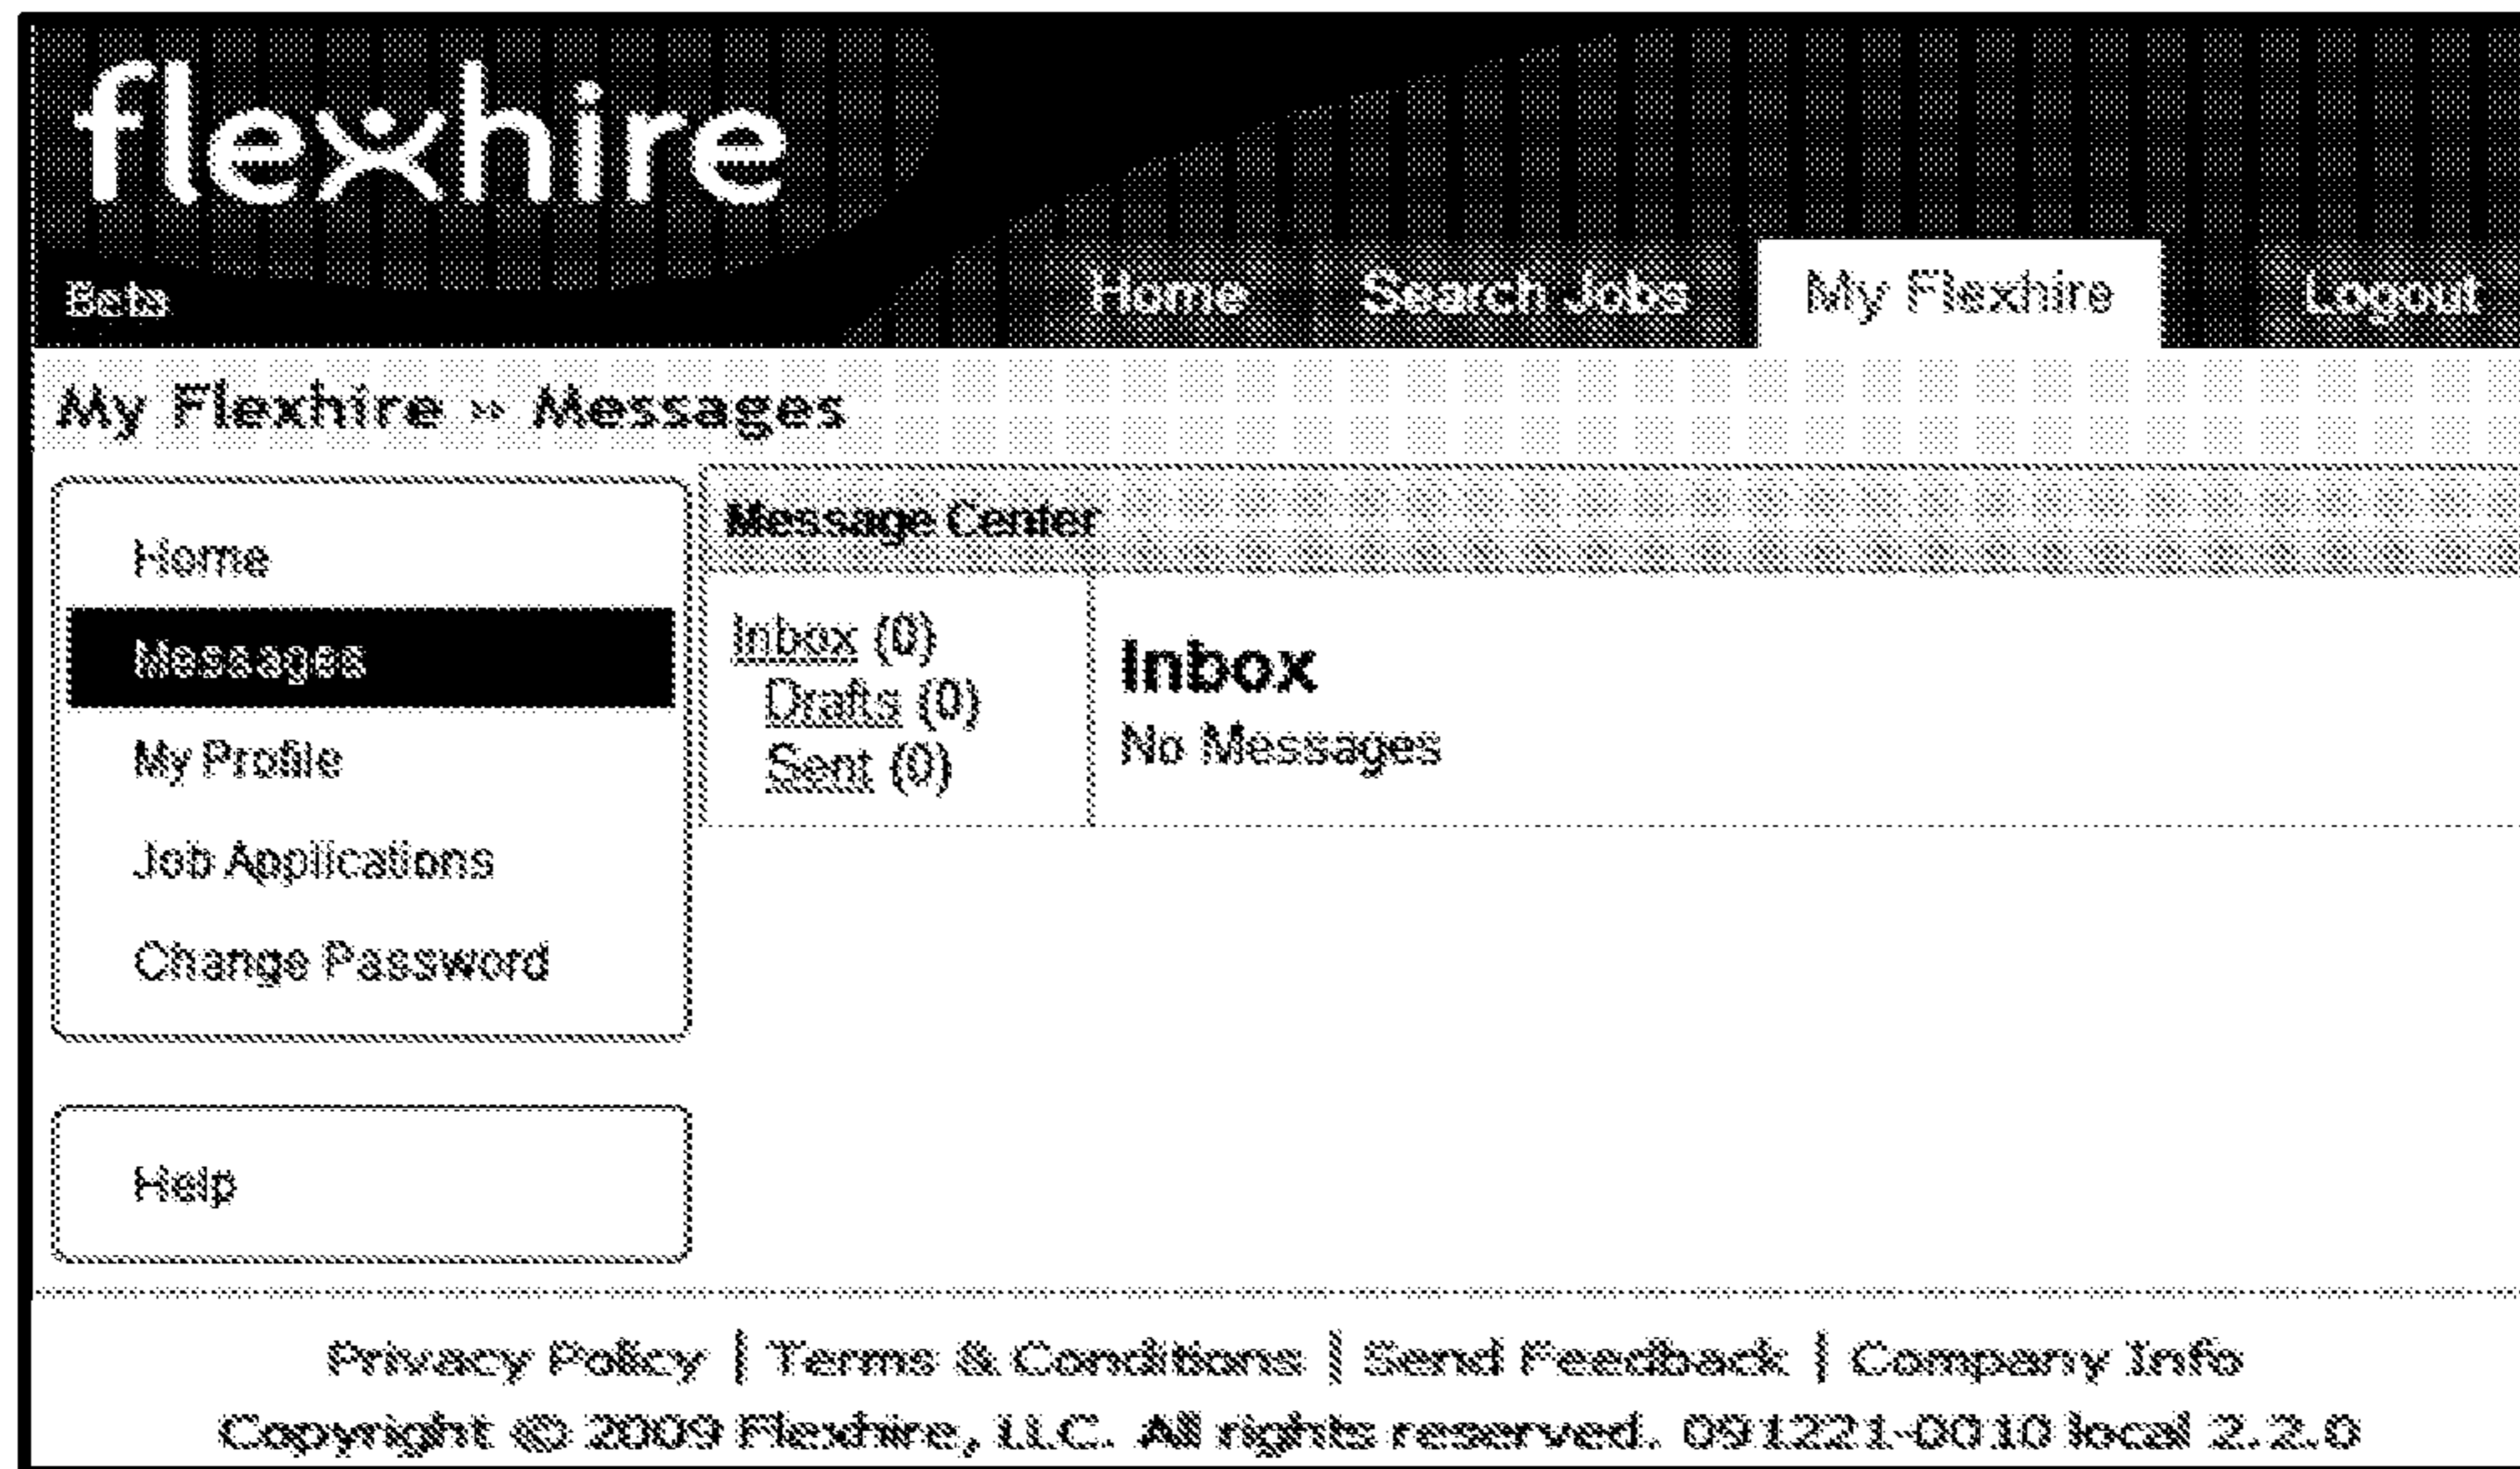 flexhire
Beta
Home Search Jobs My Flexhire Logout
My Flexhire » Messages
Home
Messages
My Profile
Job Applications
Change Password
Help
Message Center
Inbox (0)
Drafts (0)
Sent (0)
Inbox
No Messages
Privacy Policy | Terms & Conditions | Send Feedback | Company Info
Copyright © 2009 Flexhire, LLC. All rights reserved. 091221-0010 local 2.2.0